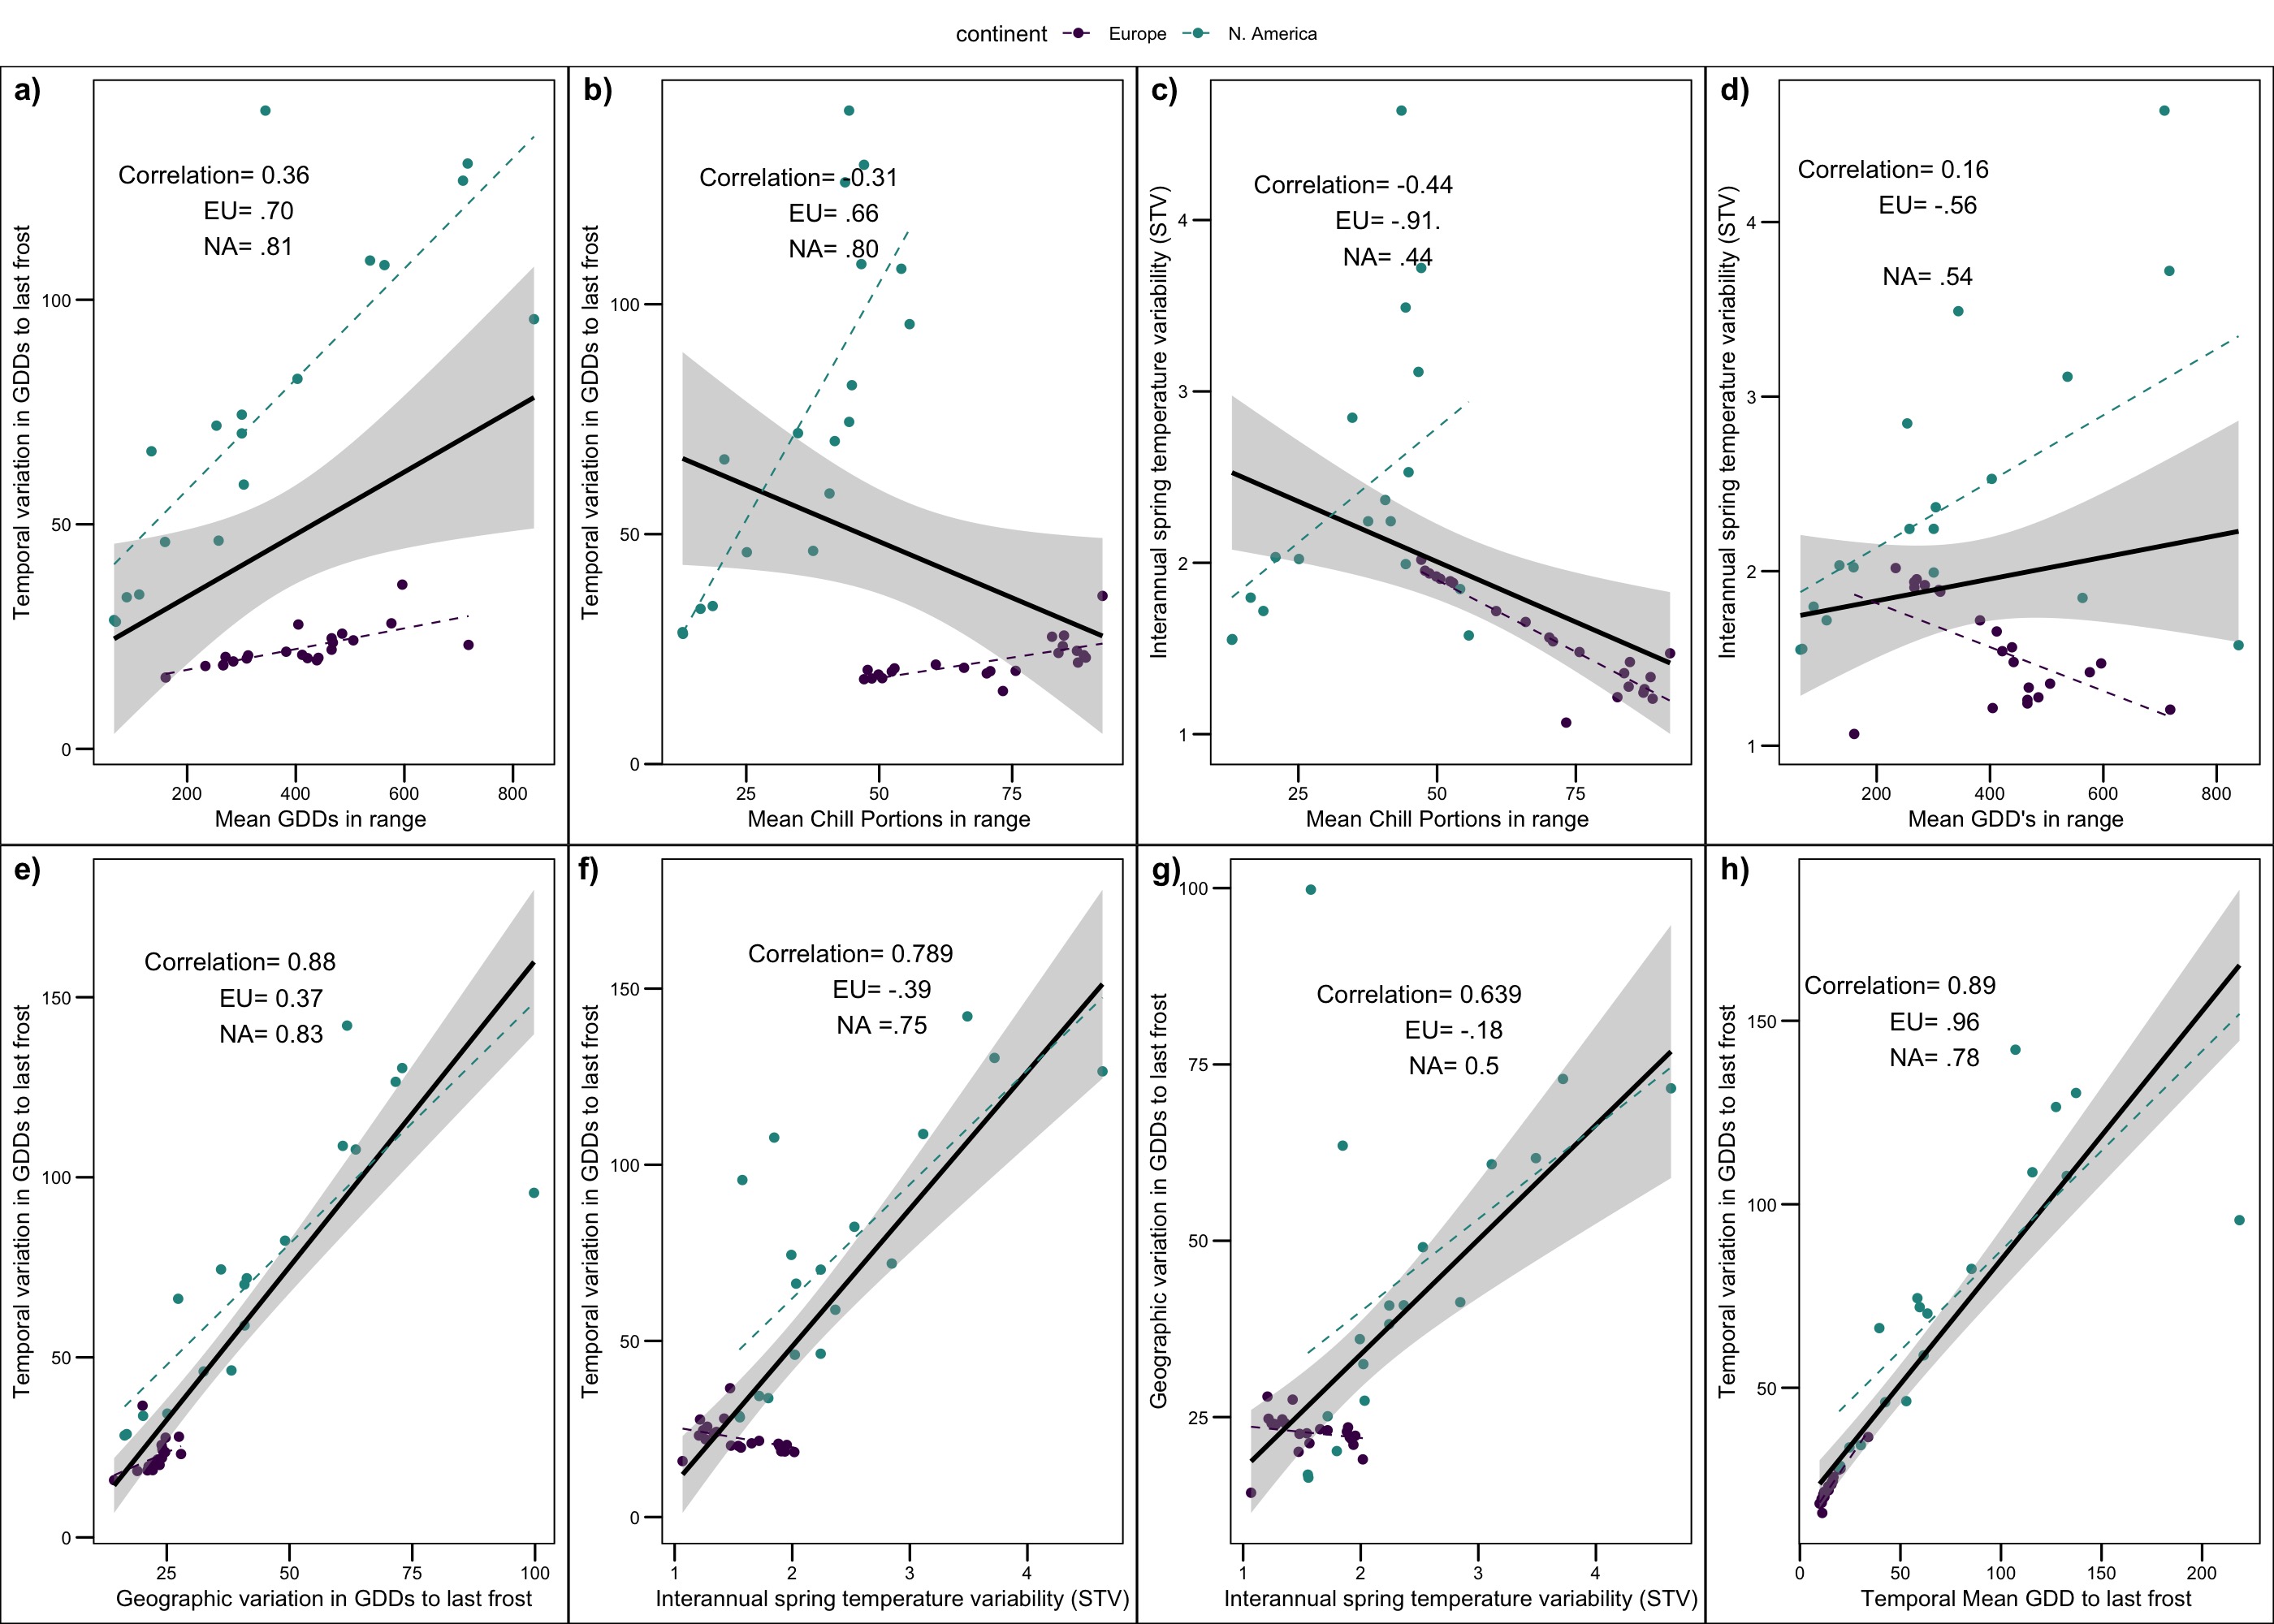 continent Europe N. America
a)
Correlation= 0.36
EU= .70
NA= .81
Temporal variation in GDDs to last frost
100
50
0
200 400 600 800
Mean GDDs in range
b)
Correlation= -0.31
EU= .66
NA= .80
Temporal variation in GDDs to last frost
100
50
0
25 50 75
Mean Chill Portions in range
c)
Correlation= -0.44
EU= -.91.
NA= .44
Interannual spring temperature variability (STV)
4
3
2
1
25 50 75
Mean Chill Portions in range
d)
Correlation= 0.16
EU= -.56
NA= .54
Interannual spring temperature variability (STV)
4
3
2
1
200 400 600 800
Mean GDD's in range
e)
Correlation= 0.88
EU= 0.37
NA= 0.83
Temporal variation in GDDs to last frost
150
100
50
0
25 50 75 100
Geographic variation in GDDs to last frost
f)
Correlation= 0.789
EU= -.39
NA =.75
Temporal variation in GDDs to last frost
150
100
50
0
1 2 3 4
Interannual spring temperature variability (STV)
g)
Correlation= 0.639
EU= -.18
NA= 0.5
Geographic variation in GDDs to last frost
100
75
50
25
1 2 3 4
Interannual spring temperature variability (STV)
h)
Correlation= 0.89
EU= .96
NA= .78
Temporal variation in GDDs to last frost
150
100
50
0 50 100 150 200
Temporal Mean GDD to last frost